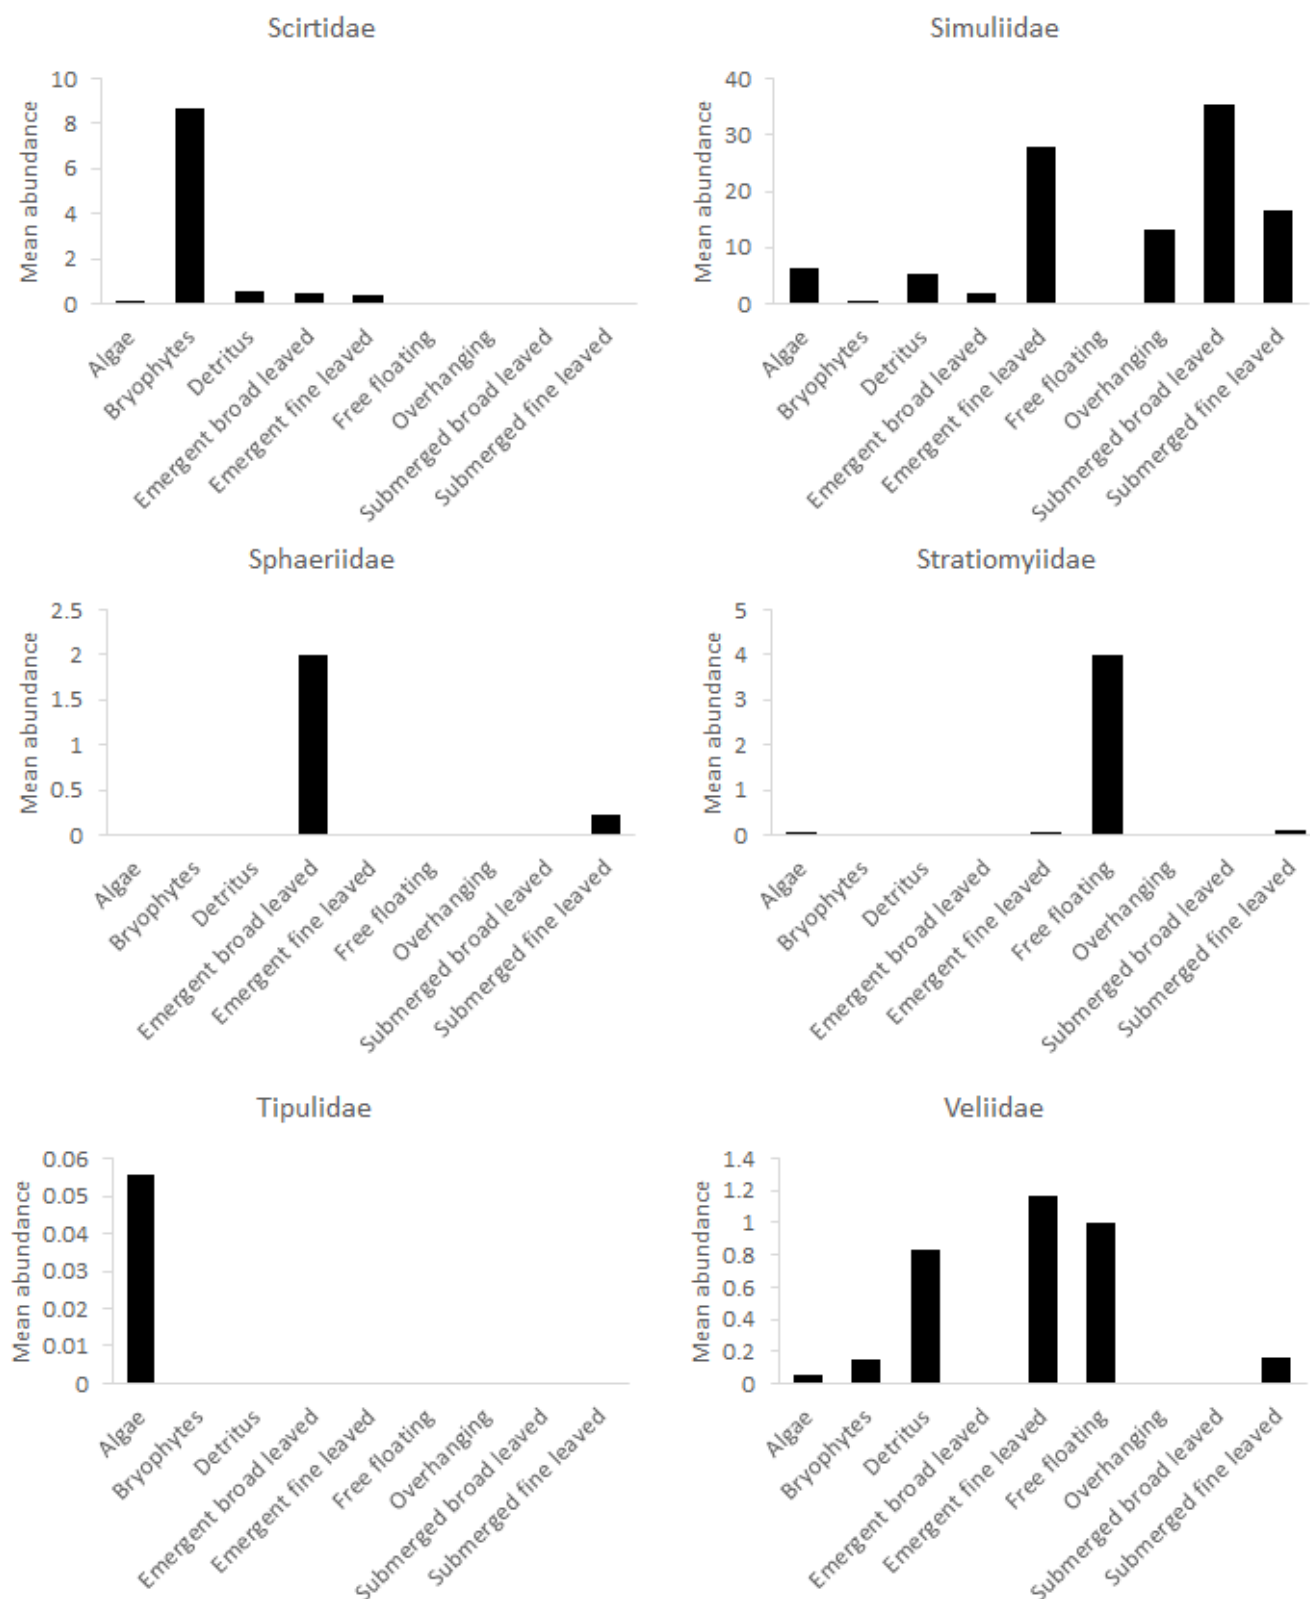 Scirtidae
Mean abundance
10
8
6
4
2
0
Algae
Bryophytes
Detritus
Emergent broad leaved
Emergent fine leaved
Free floating
Overhanging
Submerged broad leaved
Submerged fine leaved
Simuliidae
Mean abundance
40
30
20
10
0
Algae
Bryophytes
Detritus
Emergent broad leaved
Emergent fine leaved
Free floating
Overhanging
Submerged broad leaved
Submerged fine leaved
Sphaeriidae
Mean abundance
2.5
2
1.5
1
0.5
0
Algae
Bryophytes
Detritus
Emergent broad leaved
Emergent fine leaved
Free floating
Overhanging
Submerged broad leaved
Submerged fine leaved
Stratiomyiidae
Mean abundance
5
4
3
2
1
0
Algae
Bryophytes
Detritus
Emergent broad leaved
Emergent fine leaved
Free floating
Overhanging
Submerged broad leaved
Submerged fine leaved
Tipulidae
Mean abundance
0.06
0.05
0.04
0.03
0.02
0.01
0
Algae
Bryophytes
Detritus
Emergent broad leaved
Emergent fine leaved
Free floating
Overhanging
Submerged broad leaved
Submerged fine leaved
Veliidae
Mean abundance
1.4
1.2
1
0.8
0.6
0.4
0.2
0
Algae
Bryophytes
Detritus
Emergent broad leaved
Emergent fine leaved
Free floating
Overhanging
Submerged broad leaved
Submerged fine leaved